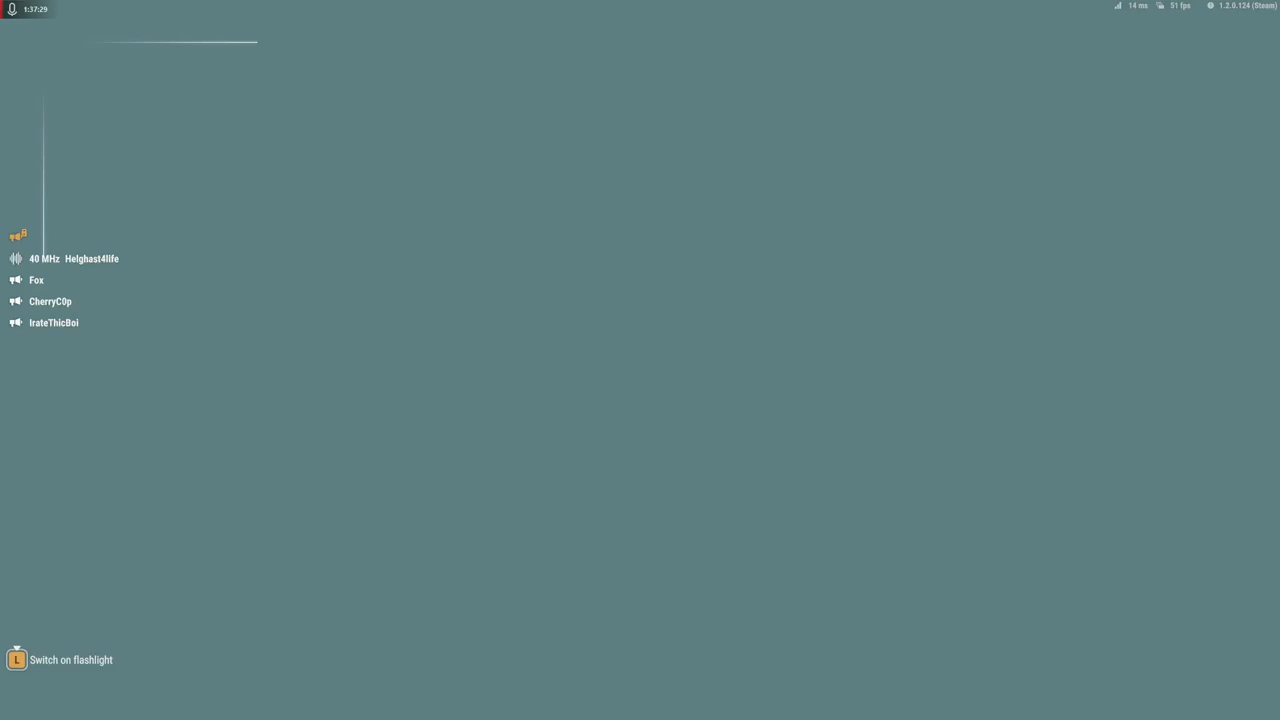 1:37:29
14 ms 51 fps 1.2.0.124 (Steam)
40 MHz Helghast4life
Fox
CherryC0p
IrateThicBoi
L Switch on flashlight